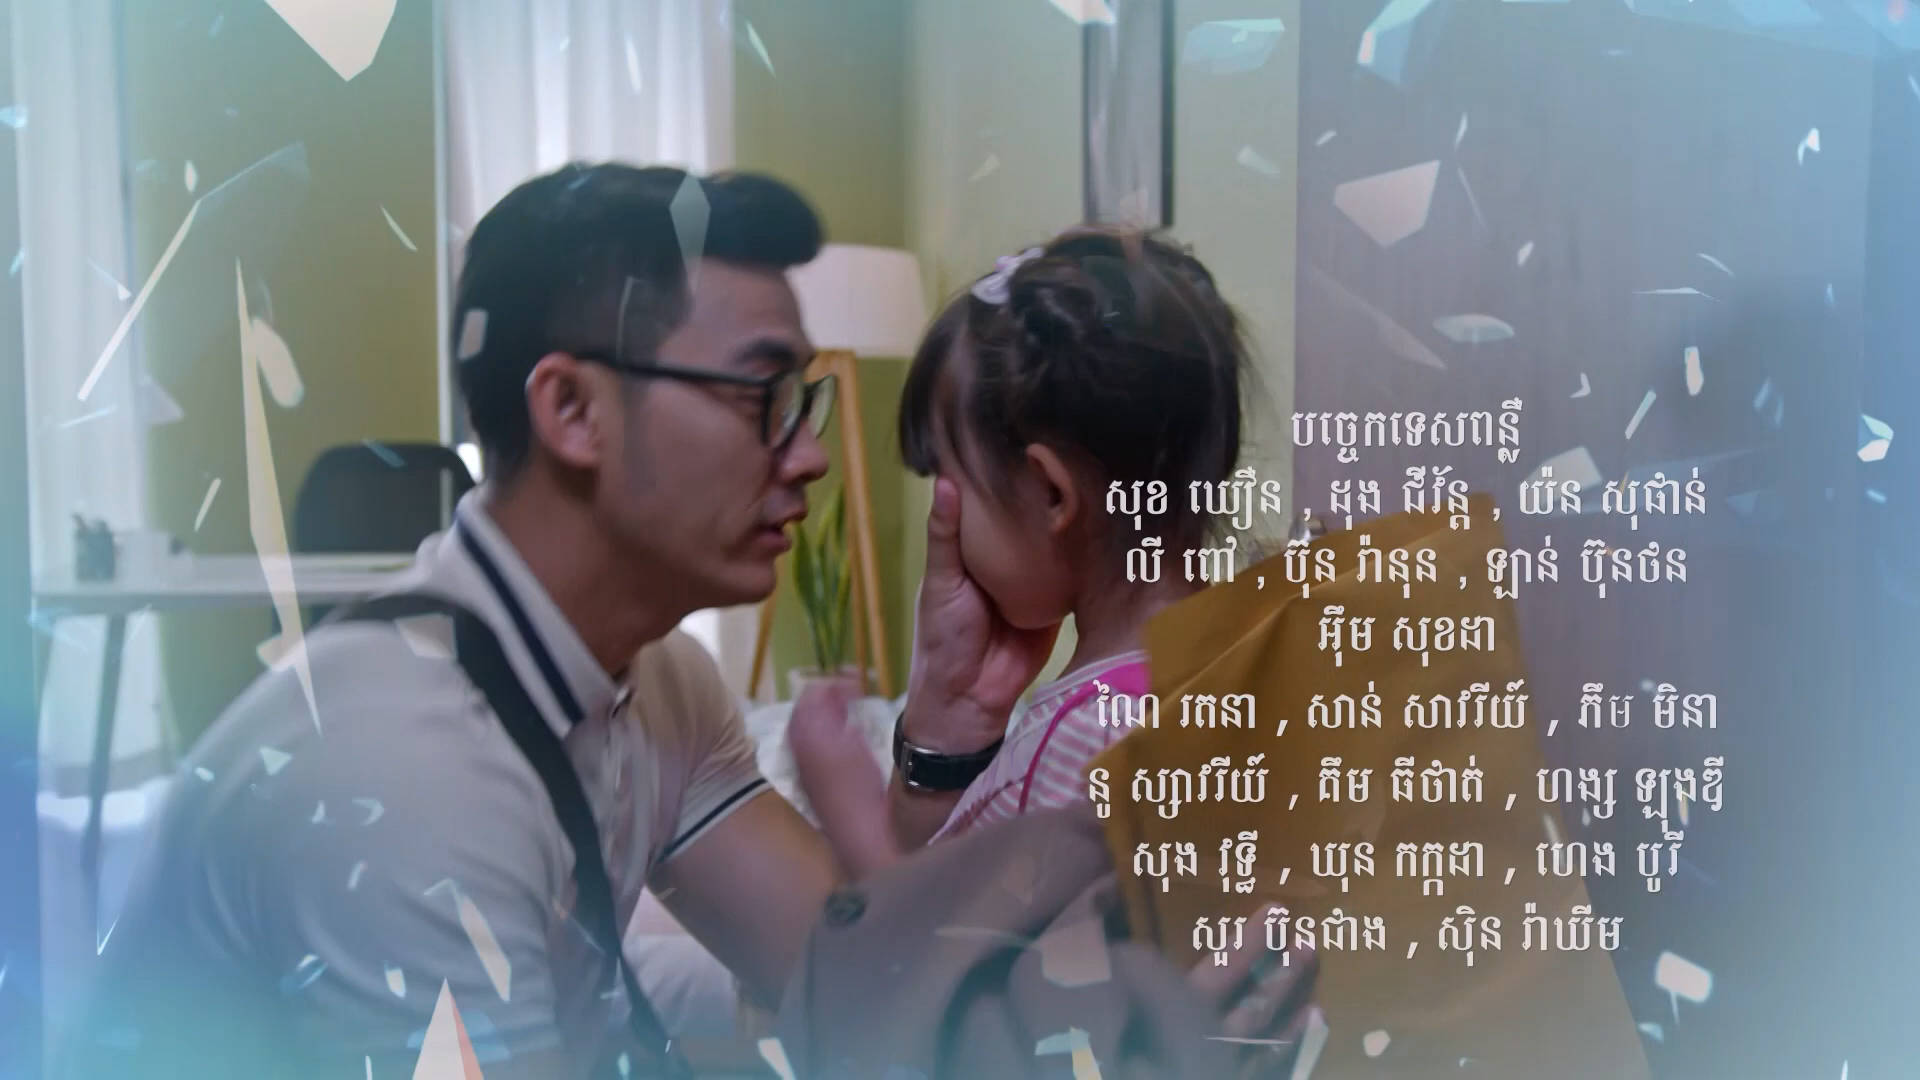 បច្ចេកទេសពន្លឺ
សុខ ឃឿន , ដុង ជីវ័ន្ត , យ៉ន សុផាន់
លី ពៅ , ប៊ុន រ៉ានុន , ឡាន់ ប៊ុនថន
អ៊ឹម សុខដា
ណៃ រតនា , សាន់ សាវរីយ៍ , ភឹម មិនា
នូ ស្សាវរីយ៍ , គឹម ធីថាត់ , ហង្ស ឡុងឌី
សុង វុទ្ធី , ឃុន កក្កដា , ហេង បូរី
សួរ ប៊ុនជាង , ស៊ិន រ៉ាឃីម